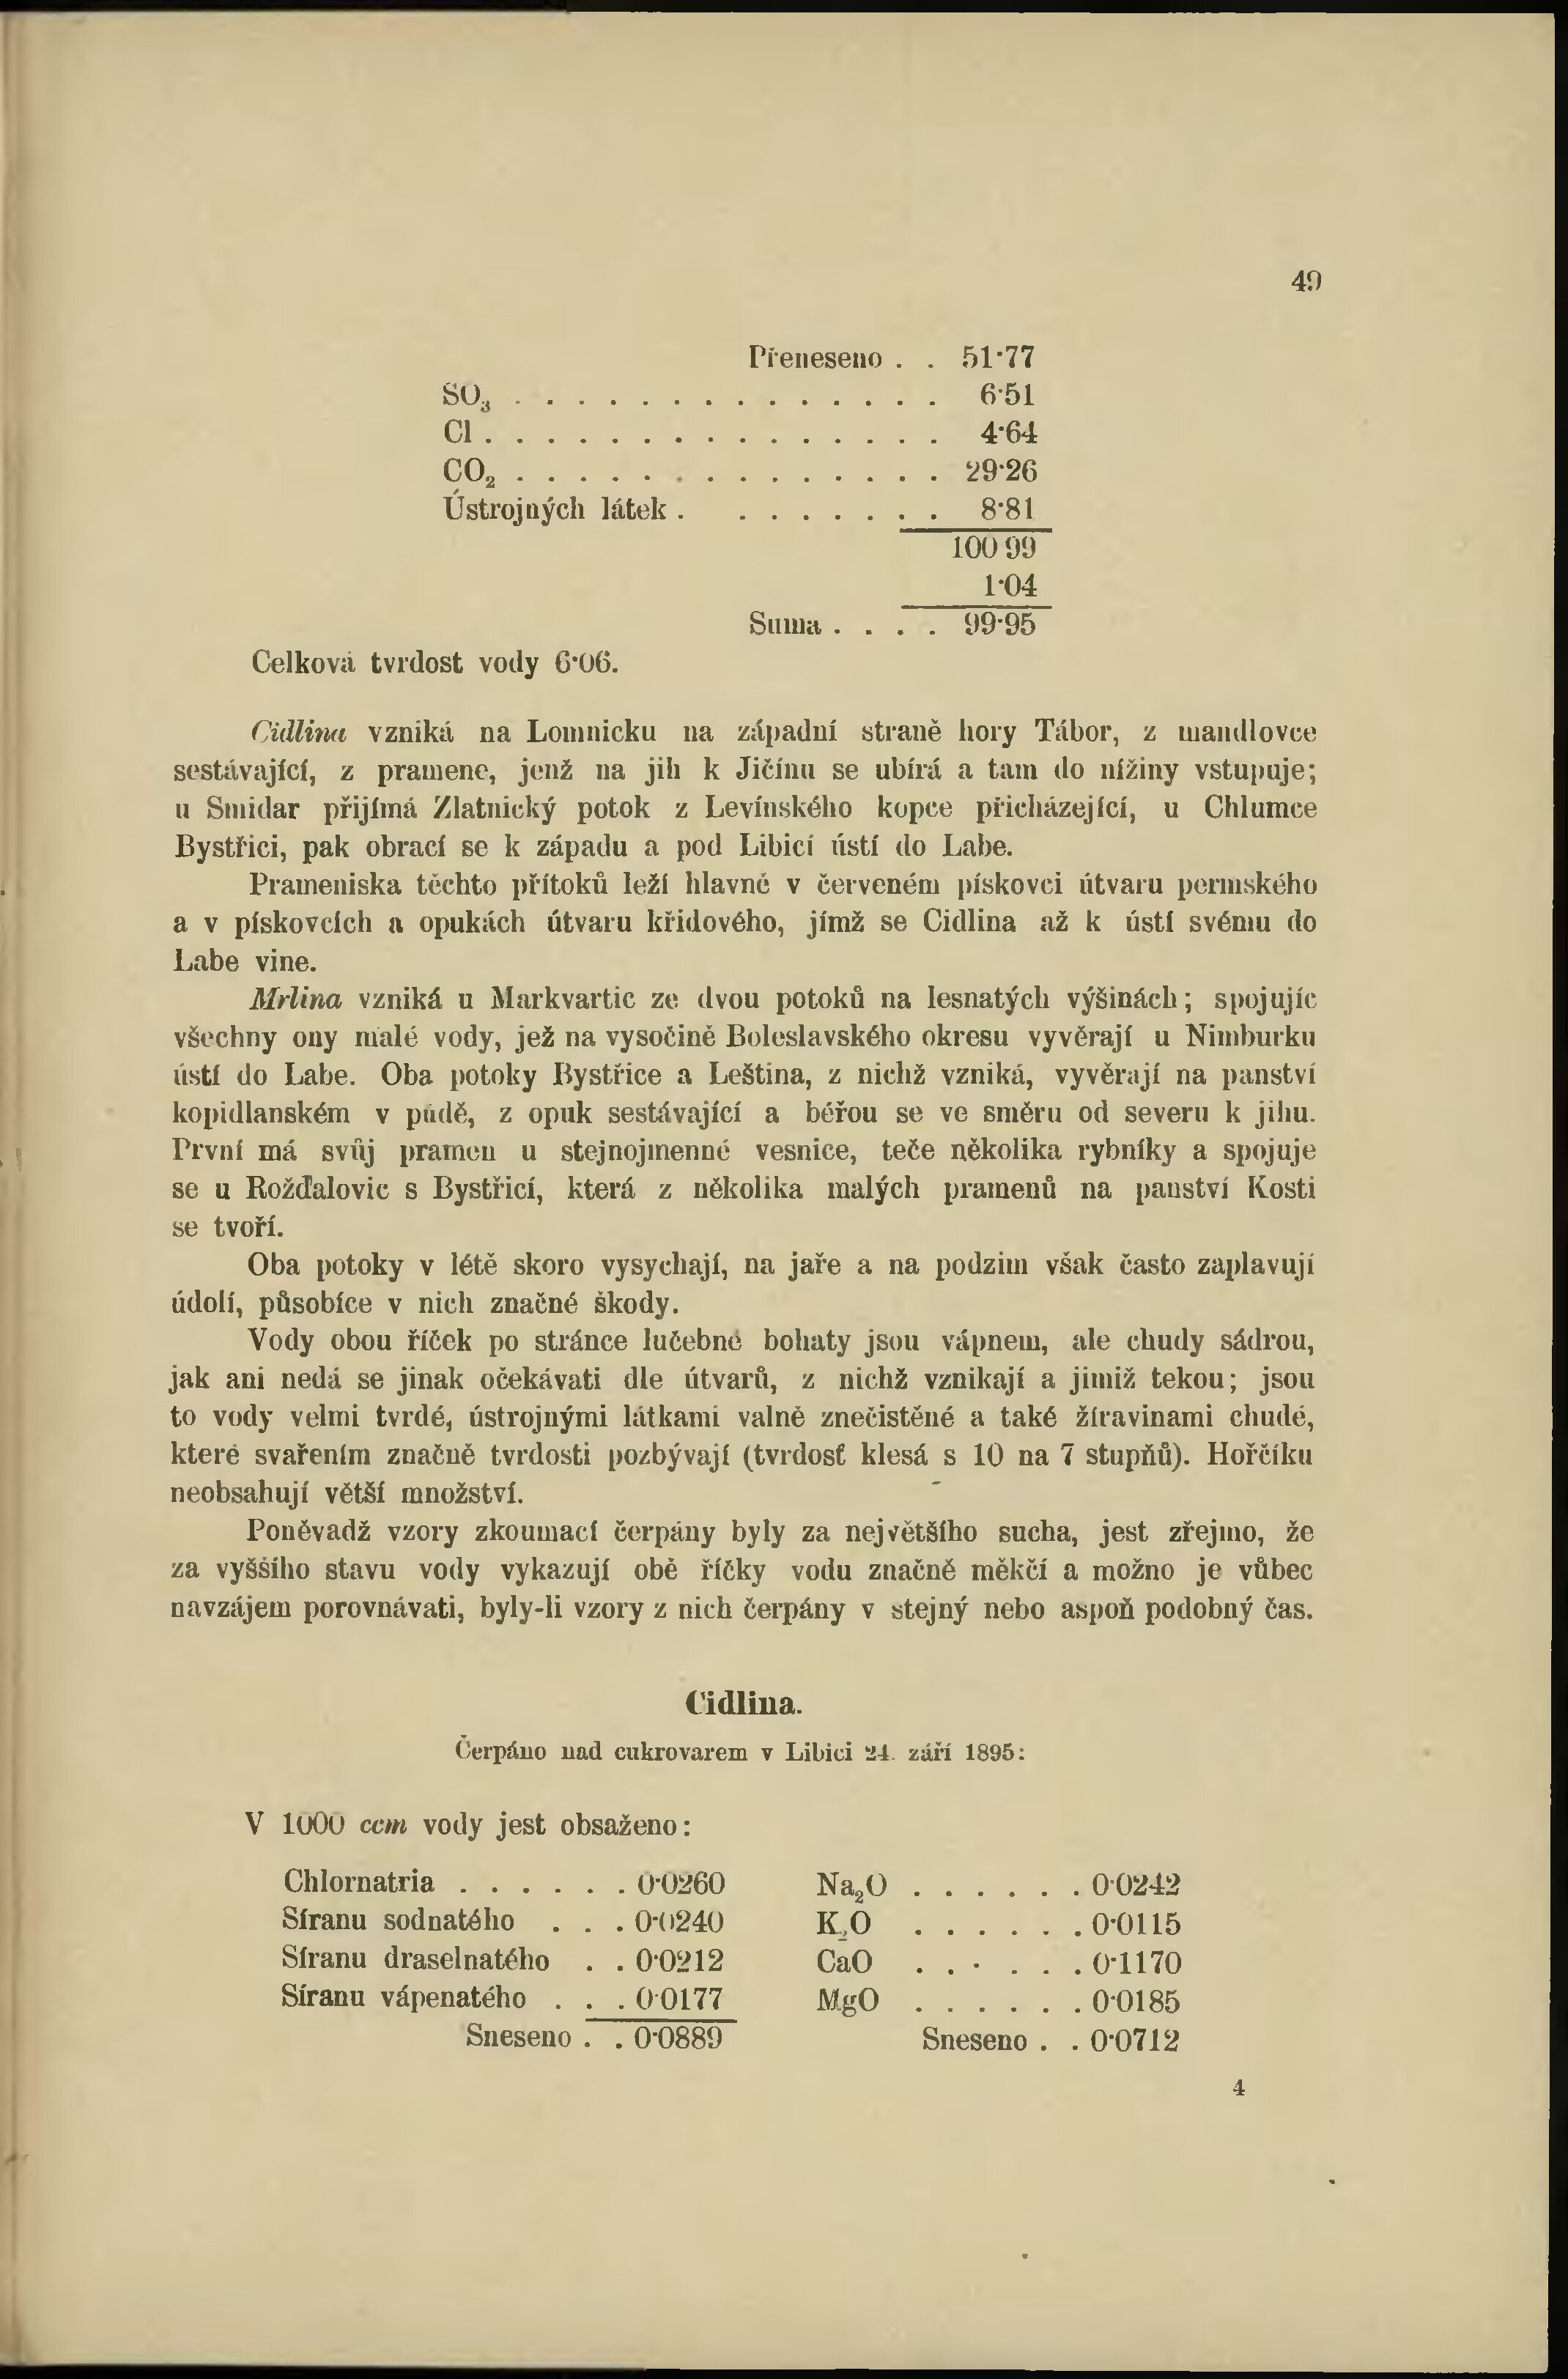 49
Přeneseno . . 51·77
SO₃ . . . . . . . . . . . . . . 6·51
Cl . . . . . . . . . . . . . . . 4·64
CO₂ . . . . . . . . . . . . . . 29·26
Ústrojných látek . . . . . . . . 8·81
100 99
1·04
Suma . . . . 99·95
Celková tvrdost vody 6·06.
Cidlina vzniká na Lomnicku na západní straně hory Tábor, z mandlovce
sestávající, z pramene, jenž na jih k Jičínu se ubírá a tam do nížiny vstupuje;
u Smidar přijímá Zlatnický potok z Levínského kopce přicházející, u Chlumce
Bystřici, pak obrací se k západu a pod Libicí ústí do Labe.
Prameniska těchto přítoků leží hlavně v červeném pískovci útvaru permského
a v pískovcích a opukách útvaru křidového, jímž se Cidlina až k ústí svému do
Labe vine.
Mrlina vzniká u Markvartic ze dvou potoků na lesnatých výšinách; spojujíc
všechny ony malé vody, jež na vysočině Boleslavského okresu vyvěrají u Nimburku
ústí do Labe. Oba potoky Bystřice a Leština, z nichž vzniká, vyvěrají na panství
kopidlanském v půdě, z opuk sestávající a béřou se ve směru od severu k jihu.
První má svůj pramen u stejnojmenné vesnice, teče několika rybníky a spojuje
se u Rožďalovic s Bystřicí, která z několika malých pramenů na panství Kosti
se tvoří.
Oba potoky v létě skoro vysychají, na jaře a na podzim však často zaplavují
údolí, působíce v nich značné škody.
Vody obou říček po stránce lučebné bohaty jsou vápnem, ale chudy sádrou,
jak ani nedá se jinak očekávati dle útvarů, z nichž vznikají a jimiž tekou; jsou
to vody velmi tvrdé, ústrojnými látkami valně znečistěné a také žíravinami chudé,
které svařením značně tvrdosti pozbývají (tvrdosť klesá s 10 na 7 stupňů). Hořčíku
neobsahují větší množství.
Poněvadž vzory zkoumací čerpány byly za největšího sucha, jest zřejmo, že
za vyššího stavu vody vykazují obě říčky vodu značně měkčí a možno je vůbec
navzájem porovnávati, byly-li vzory z nich čerpány v stejný nebo aspoň podobný čas.
Cidlina.
Čerpáno nad cukrovarem v Libici 24. září 1895:
V 1000 ccm vody jest obsaženo:
Chlornatria . . . . . . 0·0260 Na₂O . . . . . . 0·0242
Síranu sodnatého . . . 0·0240 K₂O . . . . . . 0·0115
Síranu draselnatého . . 0·0212 CaO . . . . . . 0·1170
Síranu vápenatého . . . 0·0177 MgO . . . . . . 0·0185
Sneseno . . 0·0889 Sneseno . . 0·0712
4